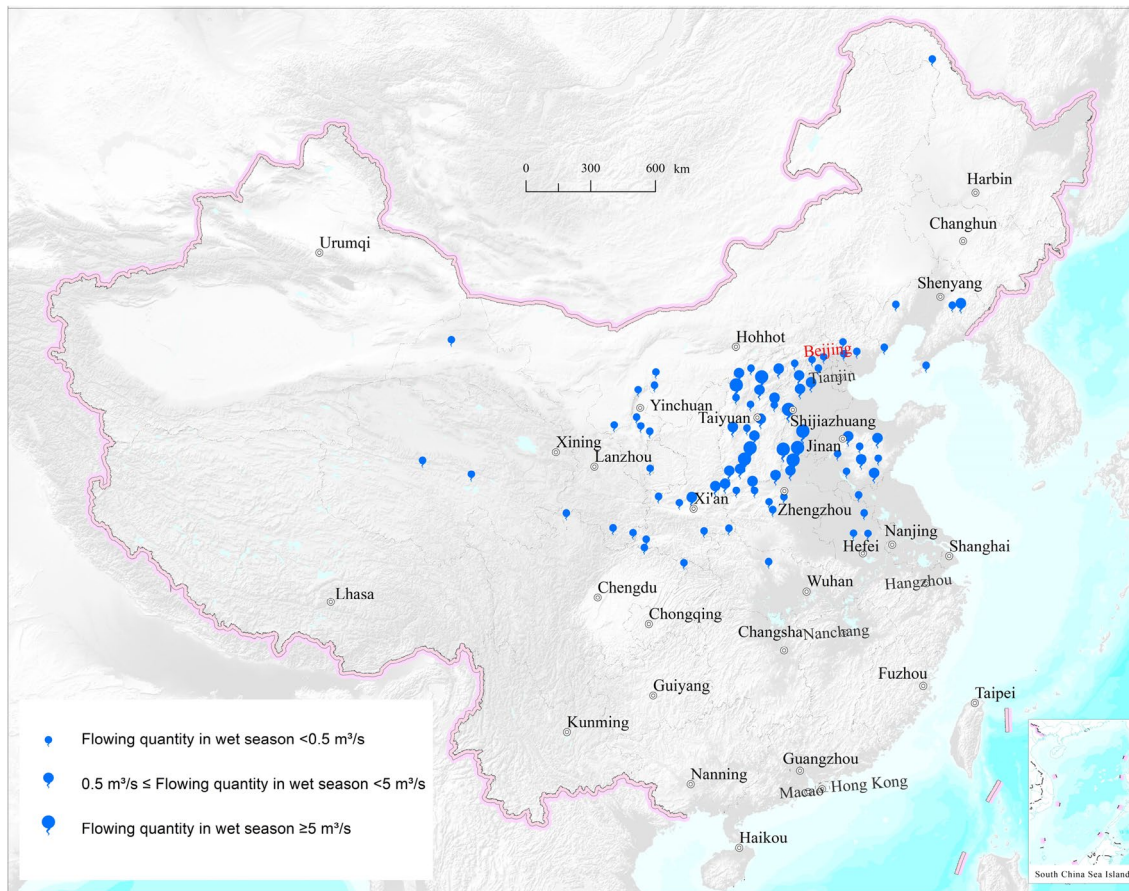 0 300 600 km
Harbin
Changhun
Urumqi
Shenyang
Hohhot
Beijing
Tianjin
Yinchuan
Taiyuan
Shijiazhuang
Xining
Lanzhou
Jinan
Xi'an
Zhengzhou
Nanjing
Hefei
Shanghai
Lhasa
Chengdu
Wuhan
Hangzhou
Chongqing
Changsha
Nanchang
Guiyang
Fuzhou
Taipei
Kunming
Guangzhou
Nanning
Macao
Hong Kong
Haikou
Flowing quantity in wet season <0.5 m³/s
0.5 m³/s ≤ Flowing quantity in wet season <5 m³/s
Flowing quantity in wet season ≥5 m³/s
South China Sea Island